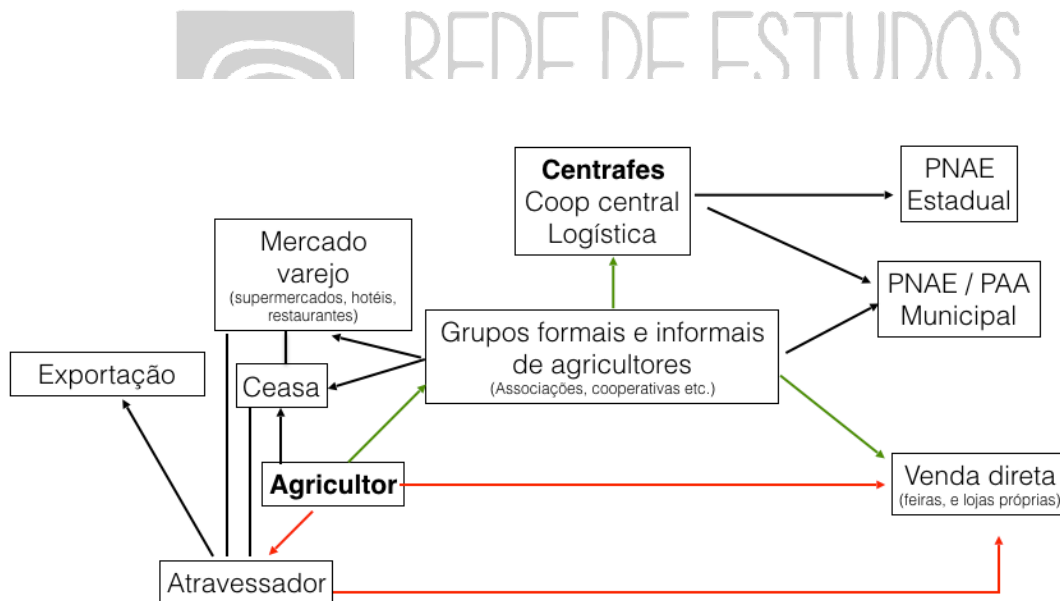 REDE DE ESTUDOS
Centrafes
Coop central
Logística
PNAE
Estadual
Mercado
varejo
(supermercados, hotéis,
restaurantes)
PNAE / PAA
Municipal
Grupos formais e informais
de agricultores
(Associações, cooperativas etc.)
Exportação
Ceasa
Agricultor
Venda direta
(feiras, e lojas próprias)
Atravessador